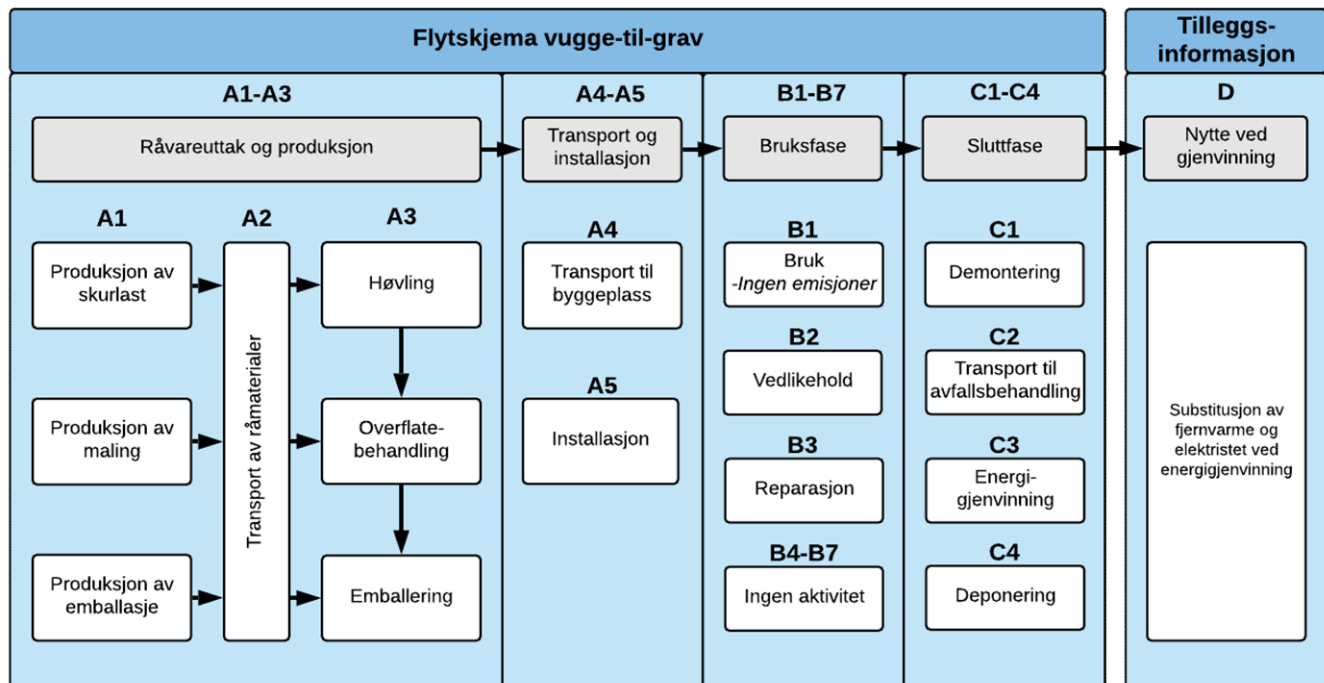 Flytskjema vugge-til-grav
Tilleggs-
informasjon
A1-A3
Råvareuttak og produksjon
A4-A5
Transport og
installasjon
B1-B7
Bruksfase
C1-C4
Sluttfase
D
Nytte ved
gjenvinning
A1
Produksjon av
skurlast
Produksjon av
maling
Produksjon av
emballasje
A2
Transport av råmaterialer
A3
Høvling
Overflate-
behandling
Emballering
A4
Transport til
byggeplass
A5
Installasjon
B1
Bruk
-Ingen emisjoner
B2
Vedlikehold
B3
Reparasjon
B4-B7
Ingen aktivitet
C1
Demontering
C2
Transport til
avfallsbehandling
C3
Energi-
gjenvinning
C4
Deponering
Substitusjon av
fjernvarme og
elektristet ved
energigjenvinning